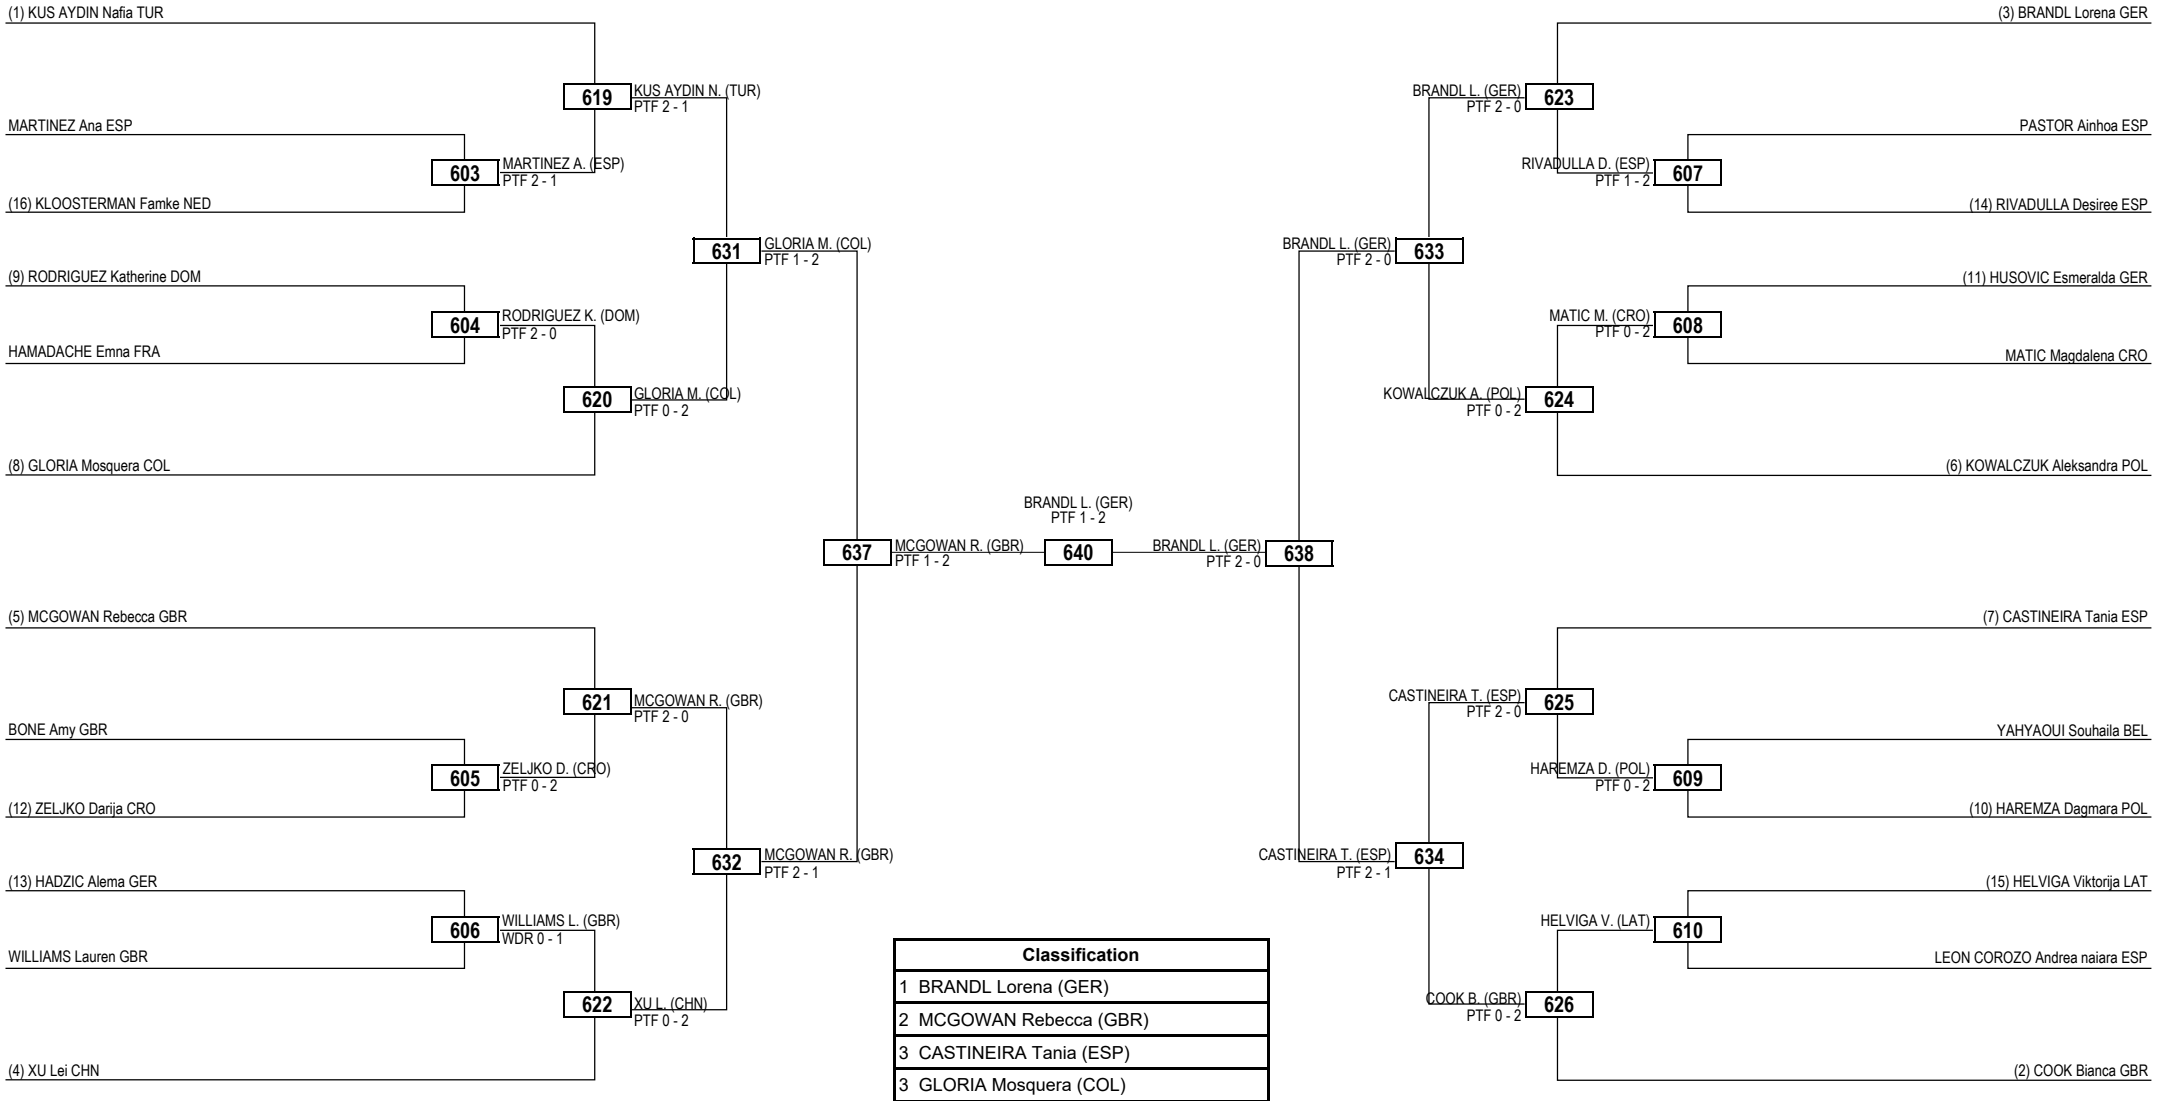 (1) KUS AYDIN Nafia TUR
(3) BRANDL Lorena GER
619
KUS AYDIN N. (TUR)
PTF 2 - 1
BRANDL L. (GER)
PTF 2 - 0
623
MARTINEZ Ana ESP
PASTOR Ainhoa ESP
603
MARTINEZ A. (ESP)
PTF 2 - 1
RIVADULLA D. (ESP)
PTF 1 - 2
607
(16) KLOOSTERMAN Famke NED
(14) RIVADULLA Desiree ESP
631
GLORIA M. (COL)
PTF 1 - 2
BRANDL L. (GER)
PTF 2 - 0
633
(9) RODRIGUEZ Katherine DOM
(11) HUSOVIC Esmeralda GER
604
RODRIGUEZ K. (DOM)
PTF 2 - 0
MATIC M. (CRO)
PTF 0 - 2
608
HAMADACHE Emna FRA
MATIC Magdalena CRO
620
GLORIA M. (COL)
PTF 0 - 2
KOWALCZUK A. (POL)
PTF 0 - 2
624
(8) GLORIA Mosquera COL
(6) KOWALCZUK Aleksandra POL
BRANDL L. (GER)
PTF 1 - 2
637
MCGOWAN R. (GBR)
PTF 1 - 2
640
BRANDL L. (GER)
PTF 2 - 0
638
(5) MCGOWAN Rebecca GBR
(7) CASTINEIRA Tania ESP
621
MCGOWAN R. (GBR)
PTF 2 - 0
CASTINEIRA T. (ESP)
PTF 2 - 0
625
BONE Amy GBR
YAHYAOUI Souhaila BEL
605
ZELJKO D. (CRO)
PTF 0 - 2
HAREMZA D. (POL)
PTF 0 - 2
609
(12) ZELJKO Darija CRO
(10) HAREMZA Dagmara POL
632
MCGOWAN R. (GBR)
PTF 2 - 1
CASTINEIRA T. (ESP)
PTF 2 - 1
634
(13) HADZIC Alema GER
(15) HELVIGA Viktorija LAT
606
WILLIAMS L. (GBR)
WDR 0 - 1
HELVIGA V. (LAT)
610
WILLIAMS Lauren GBR
LEON COROZO Andrea naiara ESP
622
XU L. (CHN)
PTF 0 - 2
COOK B. (GBR)
PTF 0 - 2
626
(4) XU Lei CHN
(2) COOK Bianca GBR
Classification
1 BRANDL Lorena (GER)
2 MCGOWAN Rebecca (GBR)
3 CASTINEIRA Tania (ESP)
3 GLORIA Mosquera (COL)